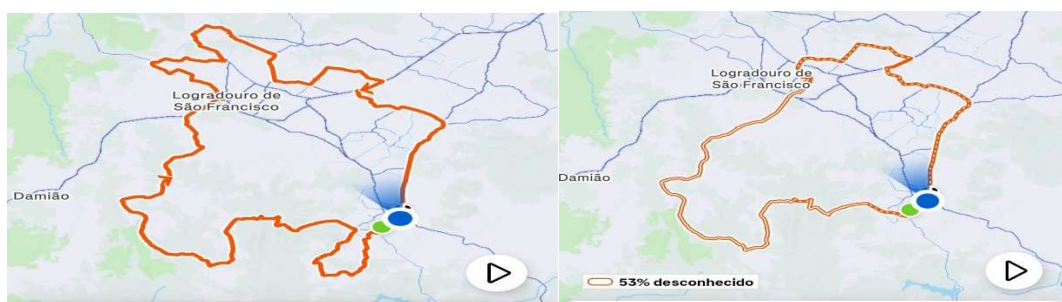 Logradouro de
São Francisco
Damião
Logradouro de
São Francisco
Damião
53% desconhecido